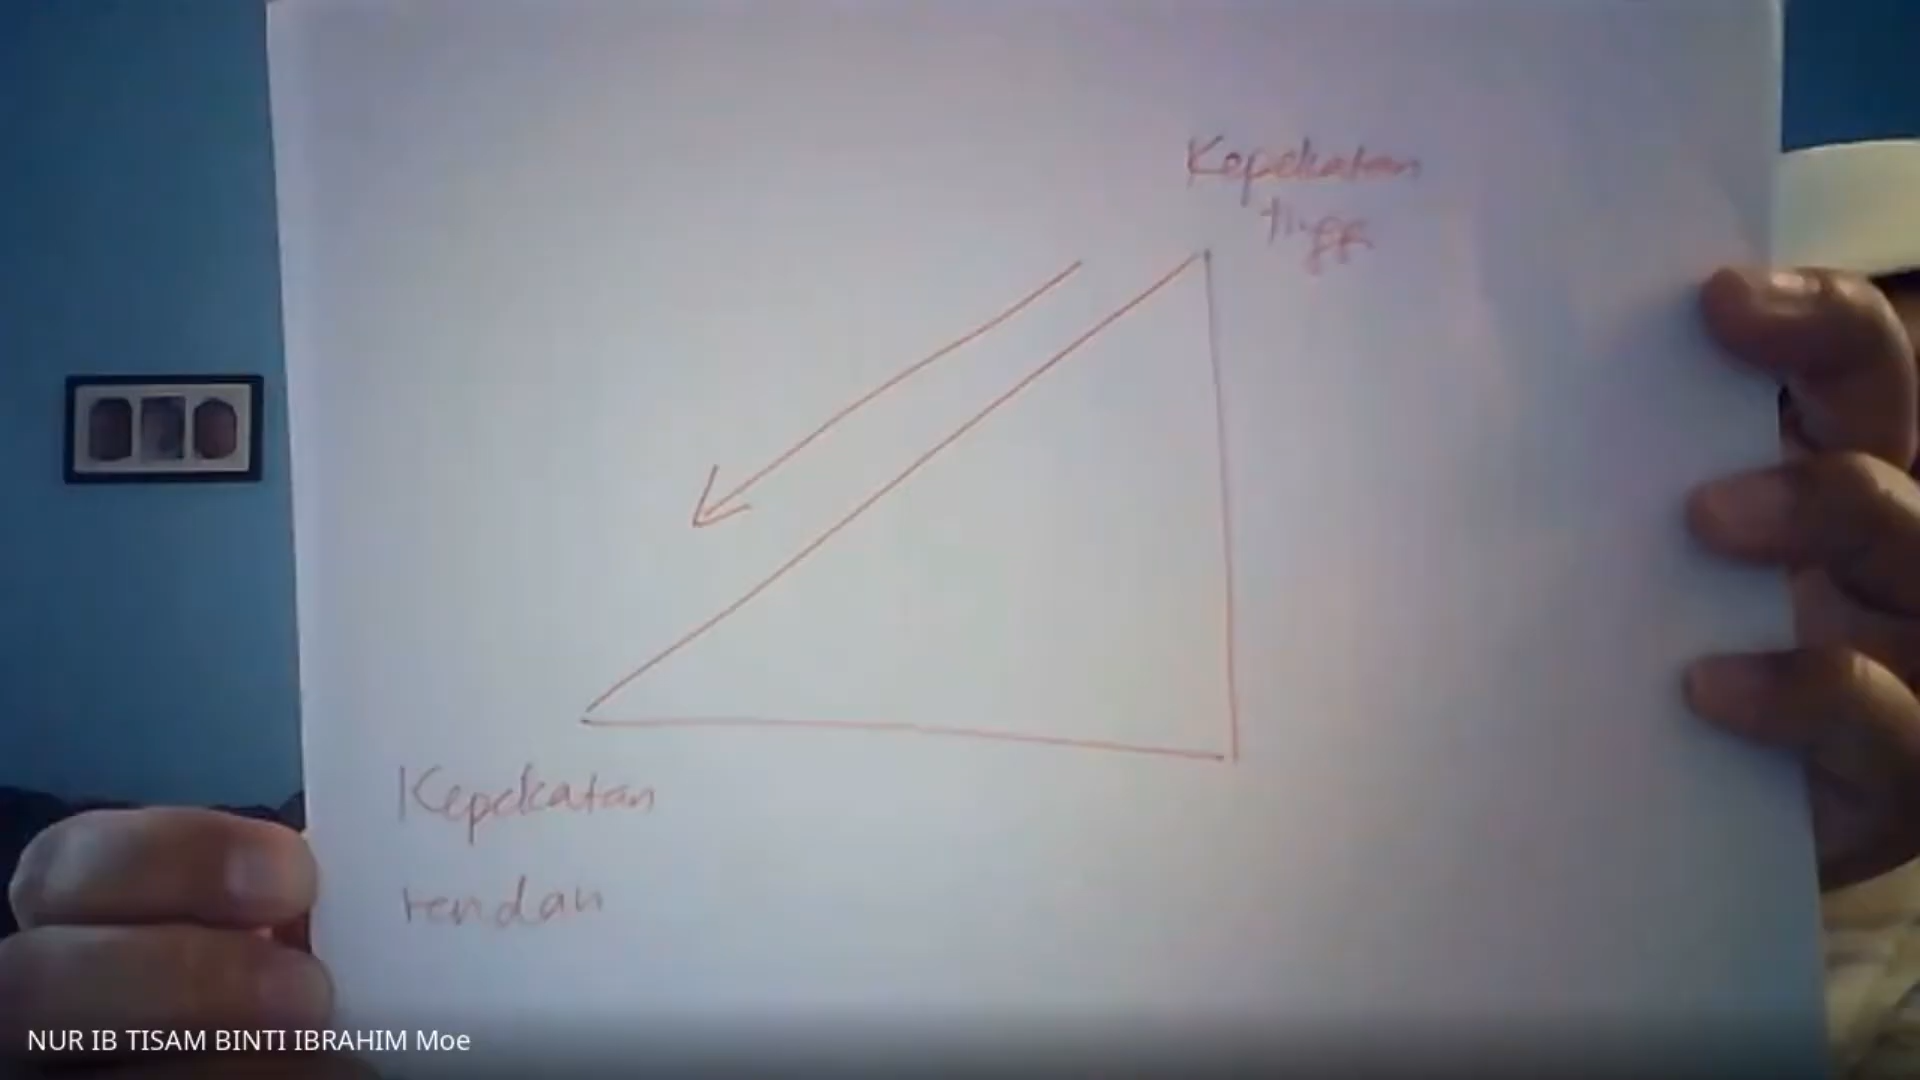 Kepekatan
tinggi
Kepekatan
rendah
NUR IB TISAM BINTI IBRAHIM Moe